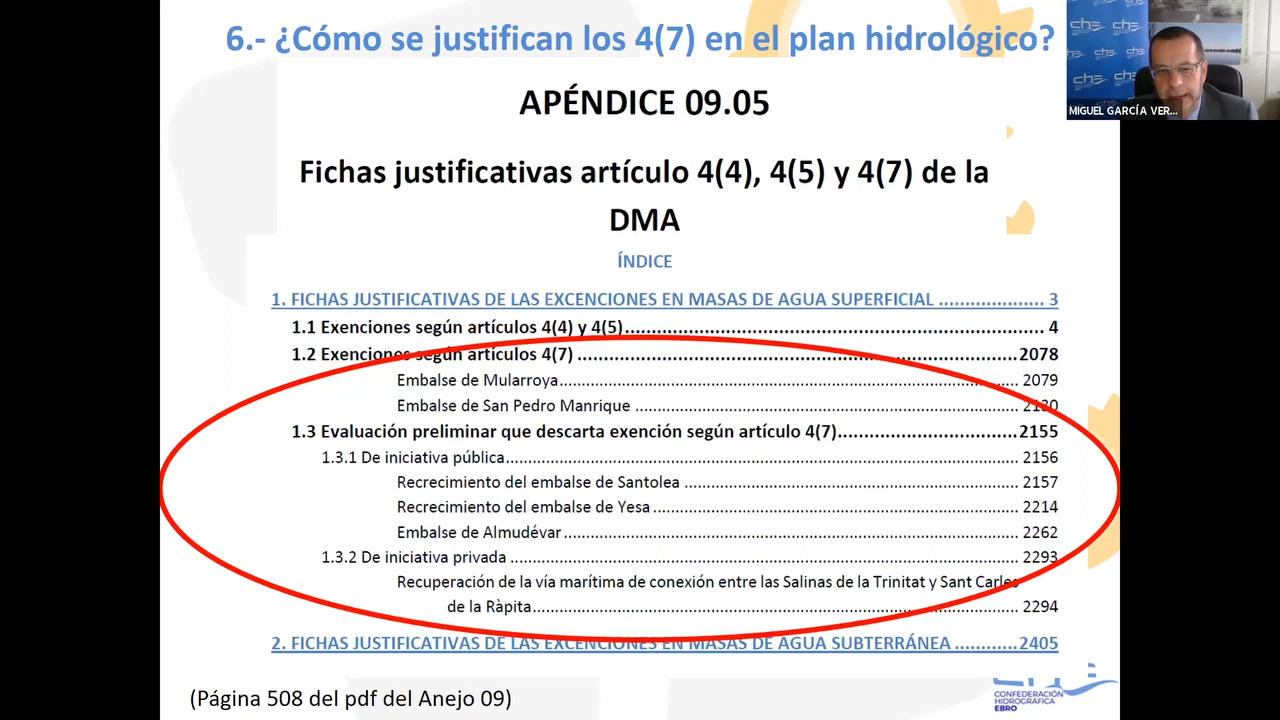 6.- ¿Cómo se justifican los 4(7) en el plan hidrológico?
che
che
che
che
MIGUEL GARCÍA VER...
APÉNDICE 09.05
Fichas justificativas artículo 4(4), 4(5) y 4(7) de la
DMA
ÍNDICE
1. FICHAS JUSTIFICATIVAS DE LAS EXCENCIONES EN MASAS DE AGUA SUPERFICIAL .................... 3
1.1 Exenciones según artículos 4(4) y 4(5)................................ 4
1.2 Exenciones según artículos 4(7) ................................2078
Embalse de Mularroya................................ 2079
Embalse de San Pedro Manrique ................................ 2130
1.3 Evaluación preliminar que descarta exención según artículo 4(7)................................2155
1.3.1 De iniciativa pública................................ 2156
Recrecimiento del embalse de Santolea ................................ 2157
Recrecimiento del embalse de Yesa................................ 2214
Embalse de Almudévar................................ 2262
1.3.2 De iniciativa privada ................................ 2293
Recuperación de la vía marítima de conexión entre las Salinas de la Trinitat y Sant Carles
de la Ràpita................................ 2294
2. FICHAS JUSTIFICATIVAS DE LAS EXCENCIONES EN MASAS DE AGUA SUBTERRÁNEA ............2405
(Página 508 del pdf del Anejo 09)
CONFEDERACIÓN
HIDROGRÁFICA
EBRO